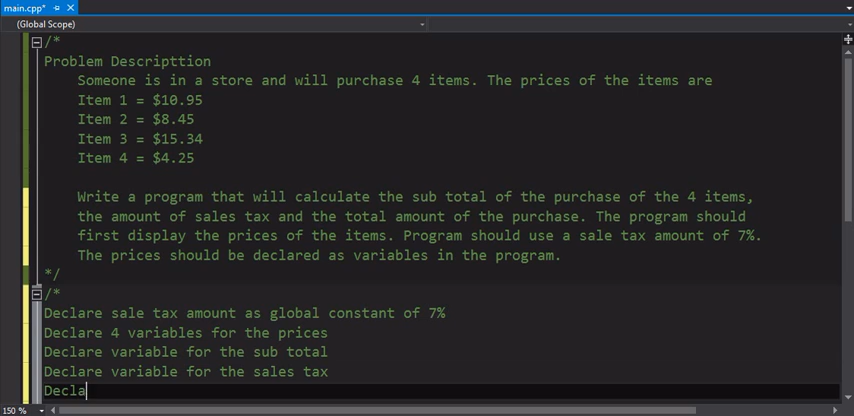 main.cpp*
(Global Scope)
/*
Problem Descripttion
Someone is in a store and will purchase 4 items. The prices of the items are
Item 1 = $10.95
Item 2 = $8.45
Item 3 = $15.34
Item 4 = $4.25
Write a program that will calculate the sub total of the purchase of the 4 items,
the amount of sales tax and the total amount of the purchase. The program should
first display the prices of the items. Program should use a sale tax amount of 7%.
The prices should be declared as variables in the program.
*/
/*
Declare sale tax amount as global constant of 7%
Declare 4 variables for the prices
Declare variable for the sub total
Declare variable for the sales tax
Decla
150 %